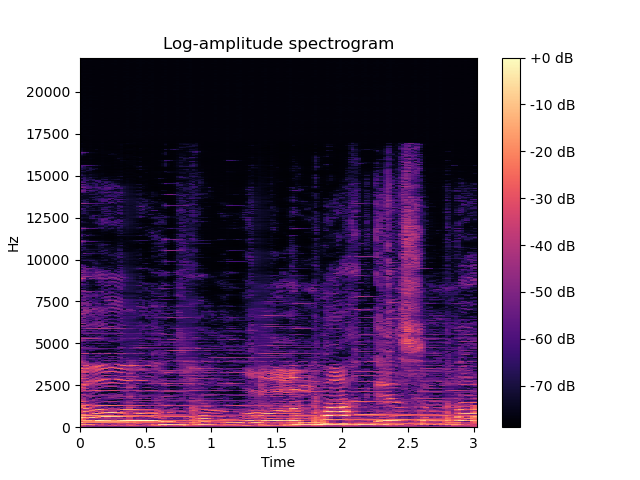 Log-amplitude spectrogram
Hz
20000
17500
15000
12500
10000
7500
5000
2500
0
0 0.5 1 1.5 2 2.5 3
Time
+0 dB
-10 dB
-20 dB
-30 dB
-40 dB
-50 dB
-60 dB
-70 dB